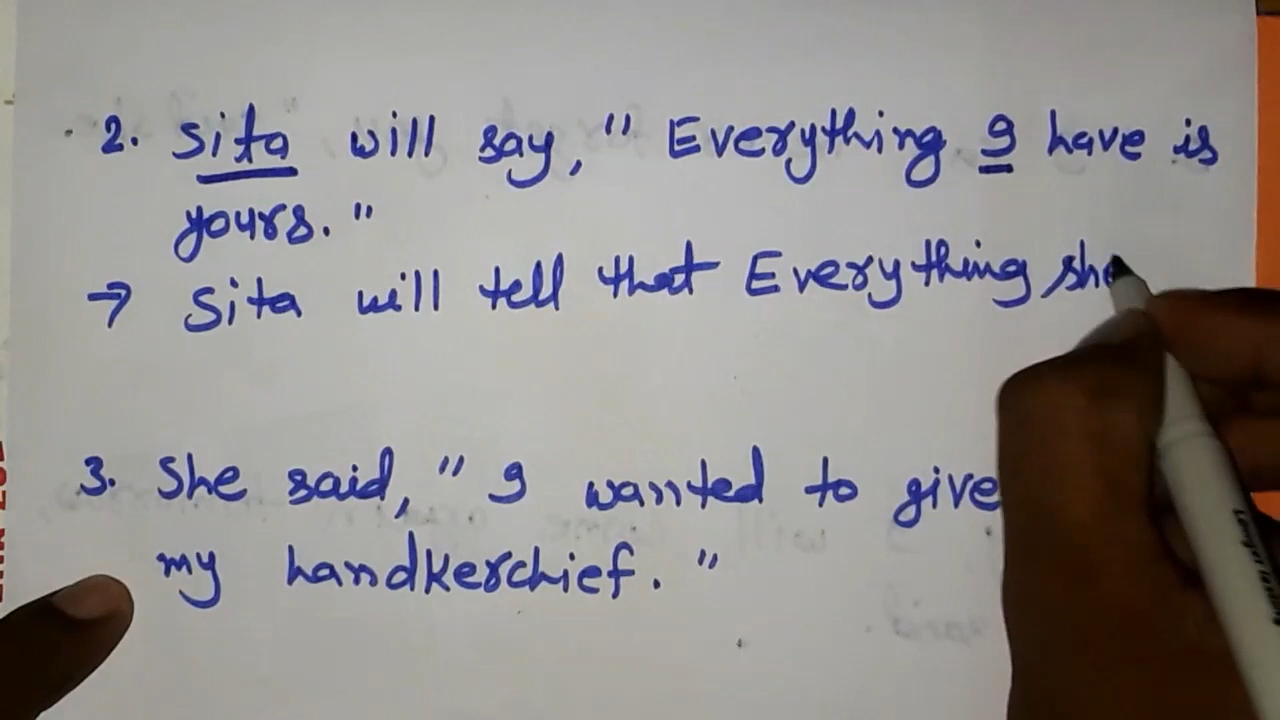 2. Sita will say, " Everything I have is
yours. "
→ Sita will tell that Everything she
3. She said, " I wanted to give
my handkerchief. "